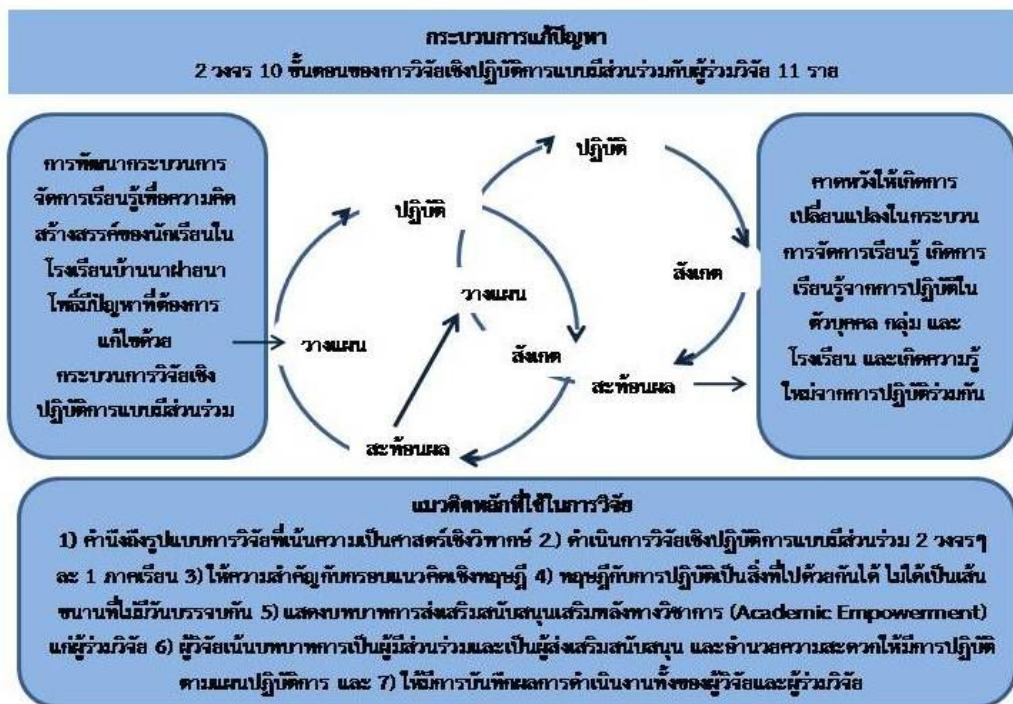 กระบวนการแก้ปัญหา
2 วงจร 10 ขั้นตอนของการวิจัยเชิงปฏิบัติการแบบมีส่วนร่วมกับผู้ร่วมวิจัย 11 ราย
การพัฒนากระบวนการ
จัดการเรียนรู้เพื่อความคิด
สร้างสรรค์ของนักเรียนใน
โรงเรียนบ้านนาฝายนา
โพธิ์มีปัญหาที่ต้องการ
แก้ไขด้วย
กระบวนการวิจัยเชิง
ปฏิบัติการแบบมีส่วนร่วม
วางแผน
ปฏิบัติ
สังเกต
สะท้อนผล
วางแผน
ปฏิบัติ
สังเกต
สะท้อนผล
คาดหวังให้เกิดการ
เปลี่ยนแปลงในกระบวน
การจัดการเรียนรู้ เกิดการ
เรียนรู้จากการปฏิบัติใน
ตัวบุคคล กลุ่ม และ
โรงเรียน และเกิดความรู้
ใหม่จากการปฏิบัติร่วมกัน
แนวคิดหลักที่ใช้ในการวิจัย
1) คำนึงถึงรูปแบบการวิจัยที่เน้นความเป็นศาสตร์เชิงวิพากษ์ 2) ดำเนินการวิจัยเชิงปฏิบัติการแบบมีส่วนร่วม 2 วงจรๆ
ละ 1 ภาคเรียน 3) ให้ความสำคัญกับกรอบแนวคิดเชิงทฤษฎี 4) ทฤษฎีกับการปฏิบัติเป็นสิ่งที่ไปด้วยกันได้ ไม่ได้เป็นเส้น
ขนานที่ไม่มีวันบรรจบกัน 5) แสดงบทบาทการส่งเสริมสนับสนุนเสริมพลังทางวิชาการ (Academic Empowerment)
แก่ผู้ร่วมวิจัย 6) ผู้วิจัยเน้นบทบาทการเป็นผู้มีส่วนร่วมและเป็นผู้ส่งเสริมสนับสนุน และอำนวยความสะดวกให้มีการปฏิบัติ
ตามแผนปฏิบัติการ และ 7) ให้มีการบันทึกผลการดำเนินงานทั้งของผู้วิจัยและผู้ร่วมวิจัย